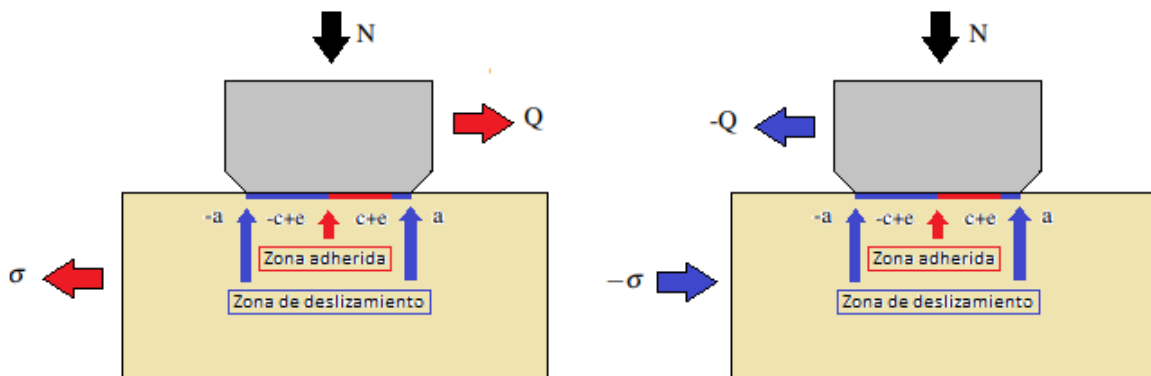 N
Q
-a -c+e c+e a
Zona adherida
σ
Zona de deslizamiento
N
-Q
-a -c+e c+e a
Zona adherida
−σ
Zona de deslizamiento